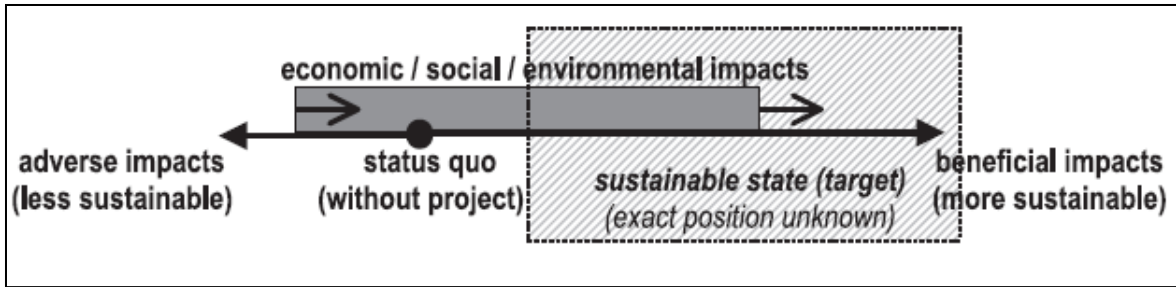 economic / social / environmental impacts
adverse impacts
(less sustainable)
status quo
(without project)
sustainable state (target)
(exact position unknown)
beneficial impacts
(more sustainable)